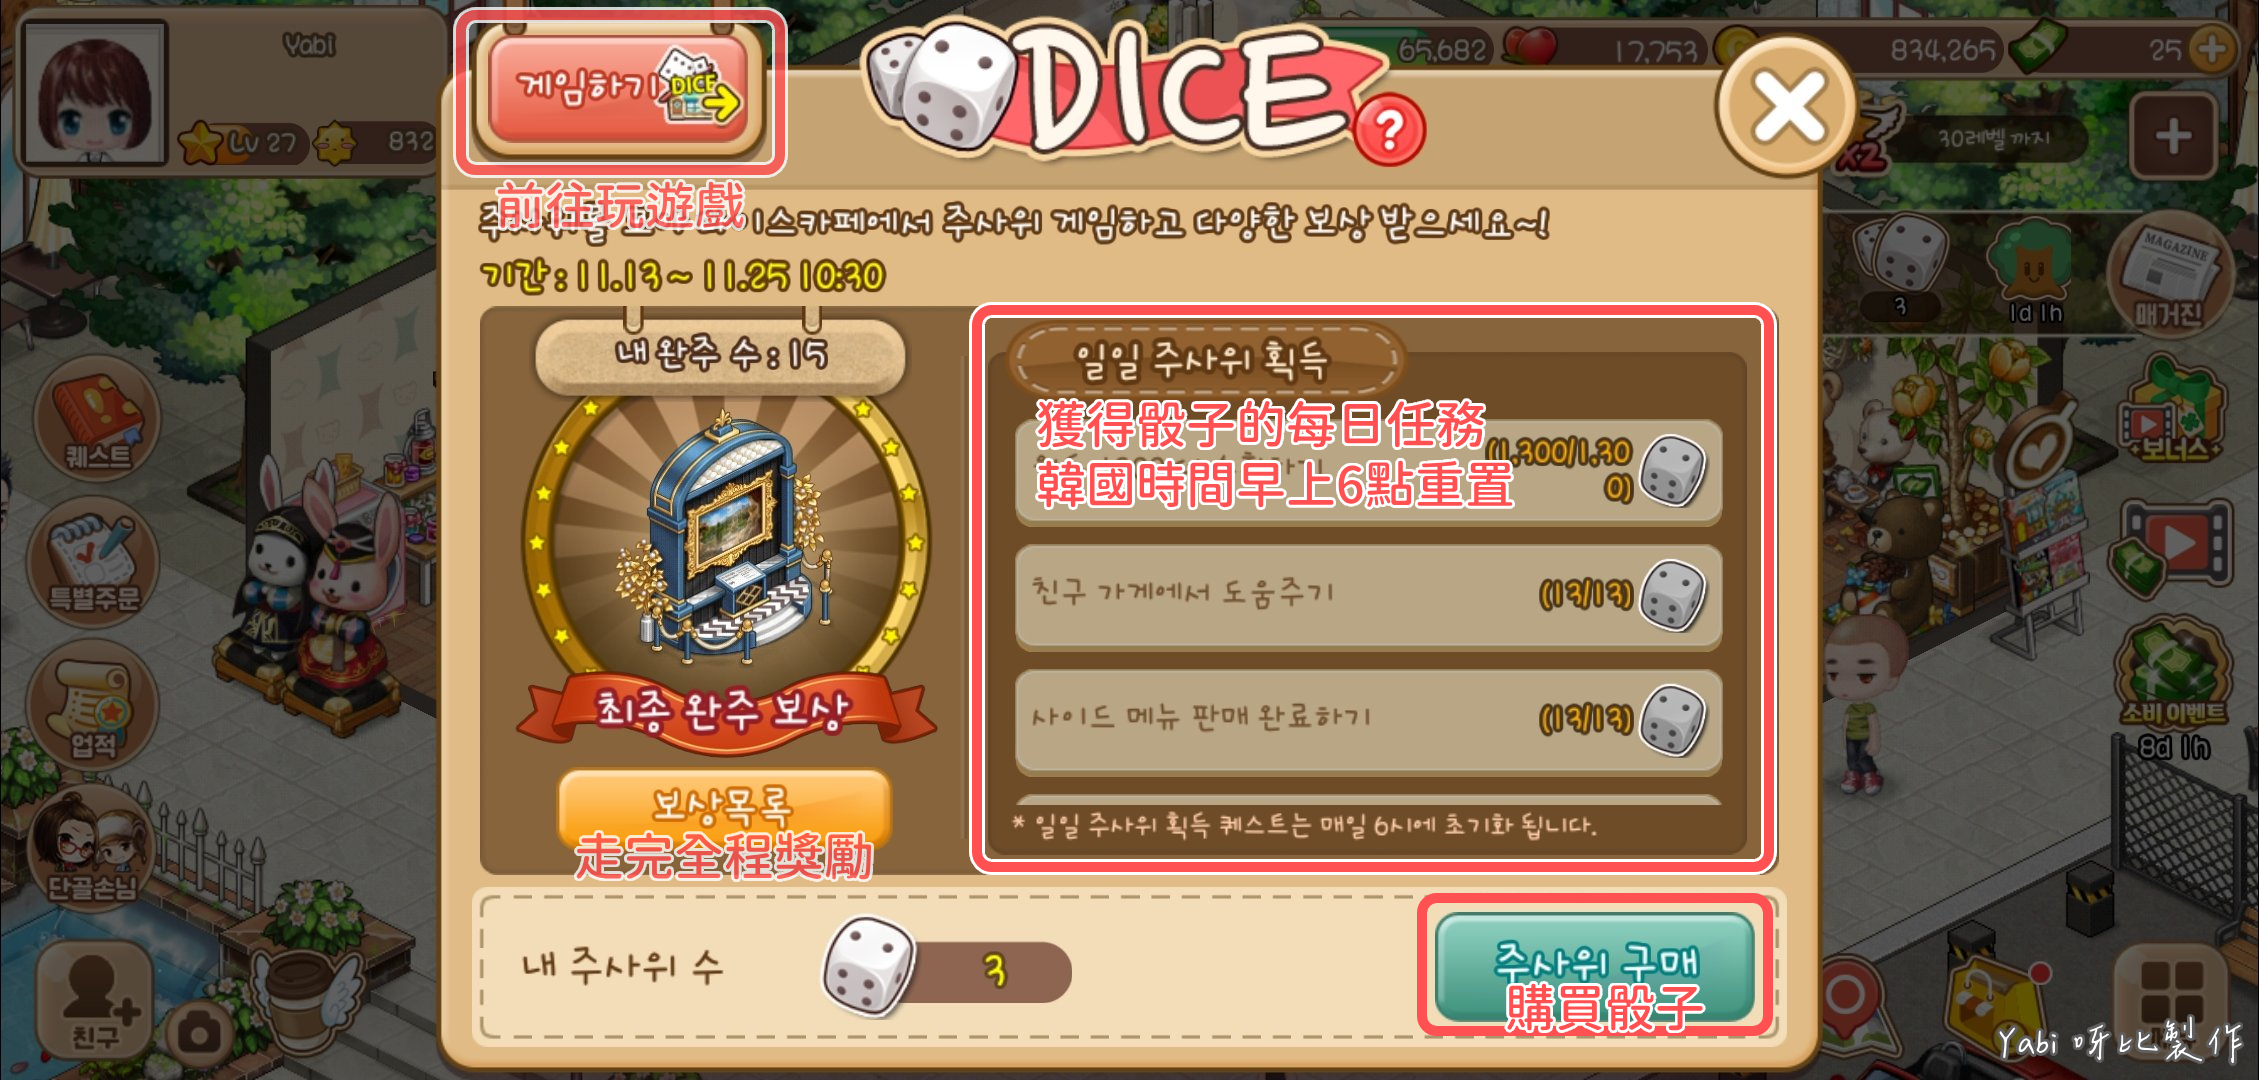 Yabi
Lv 27
832
게임하기
DICE
前往玩遊戲
DICE
?
65,682
17,753
834,265
25
X2
30레벨 까지
스카페에서 주사위 게임하고 다양한 보상 받으세요~!
기간 : 11.13 ~ 11.25 10:30
내 완주 수 : 15
최종 완주 보상
보상목록
走完全程獎勵
일일 주사위 획득
獲得骰子的每日任務
韓國時間早上6點重置
(1,300/1,300)
친구 가게에서 도움주기
(13/13)
사이드 메뉴 판매 완료하기
(13/13)
* 일일 주사위 획득 퀘스트는 매일 6시에 초기화 됩니다.
내 주사위 수
3
주사위 구매
購買骰子
퀘스트
특별주문
업적
단골손님
친구
3
1d 1h
MAGAZINE
매거진
보너스
소비 이벤트
8d 1h
Yabi 呀比製作